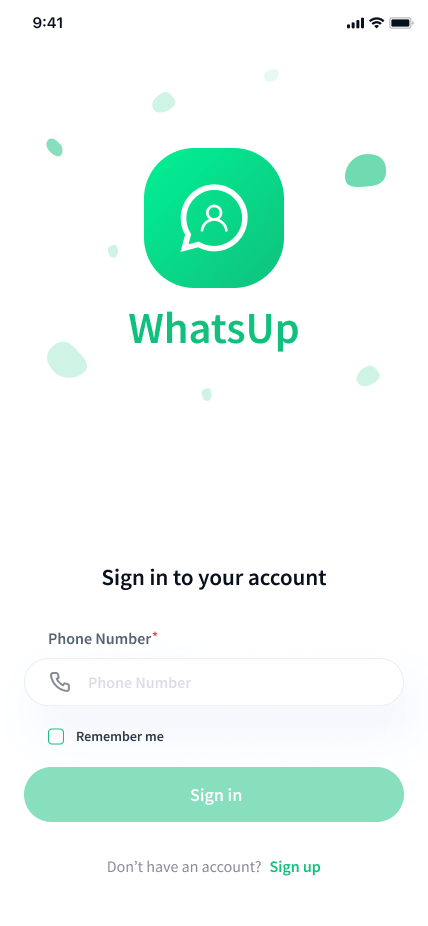 9:41
WhatsUp
Sign in to your account
Phone Number*
Phone Number
Remember me
Sign in
Don’t have an account? Sign up